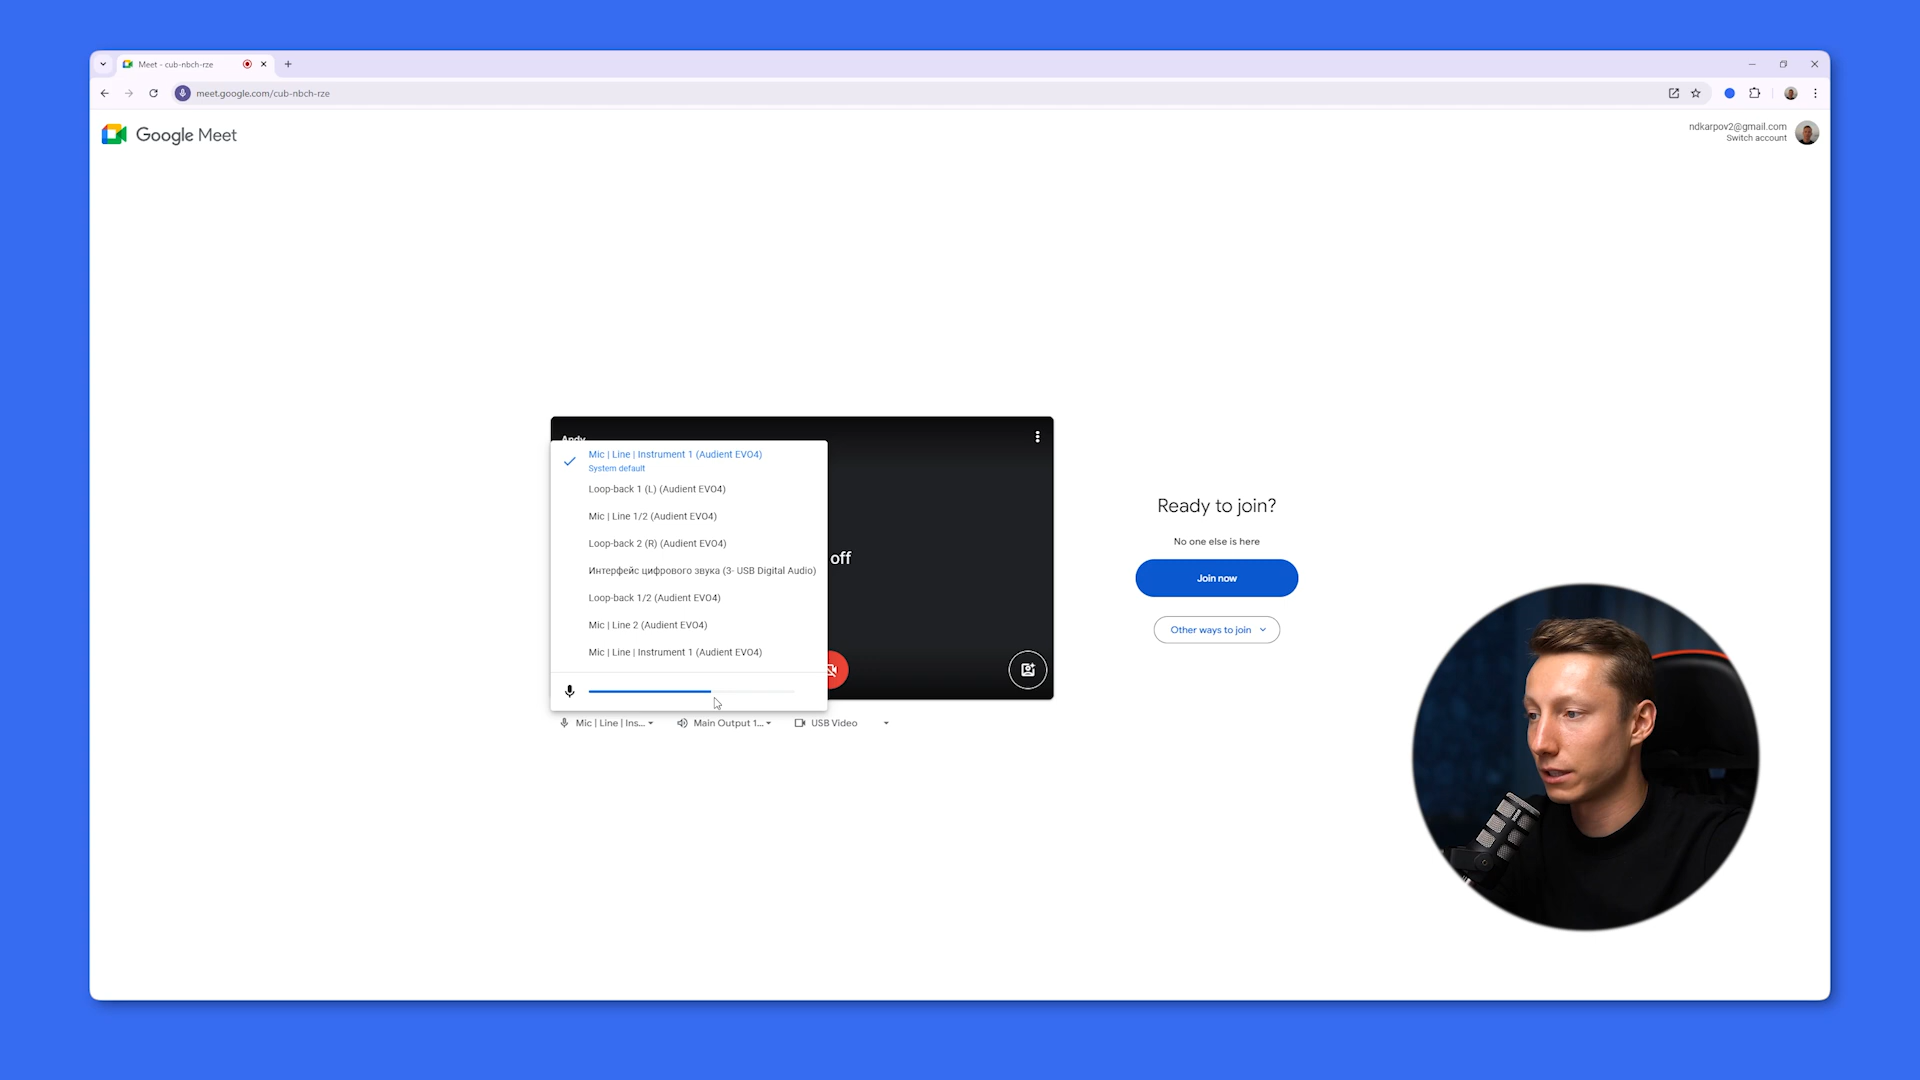 Meet - cub-nbch-rze
meet.google.com/cub-nbch-rze
Google Meet
ndkarpov2@gmail.com
Switch account
Andy
Mic | Line | Instrument 1 (Audient EVO4)
System default
Loop-back 1 (L) (Audient EVO4)
Mic | Line 1/2 (Audient EVO4)
Loop-back 2 (R) (Audient EVO4)
Интерфейс цифрового звука (3- USB Digital Audio)
Loop-back 1/2 (Audient EVO4)
Mic | Line 2 (Audient EVO4)
Mic | Line | Instrument 1 (Audient EVO4)
off
Mic | Line | Ins...
Main Output 1...
USB Video
Ready to join?
No one else is here
Join now
Other ways to join